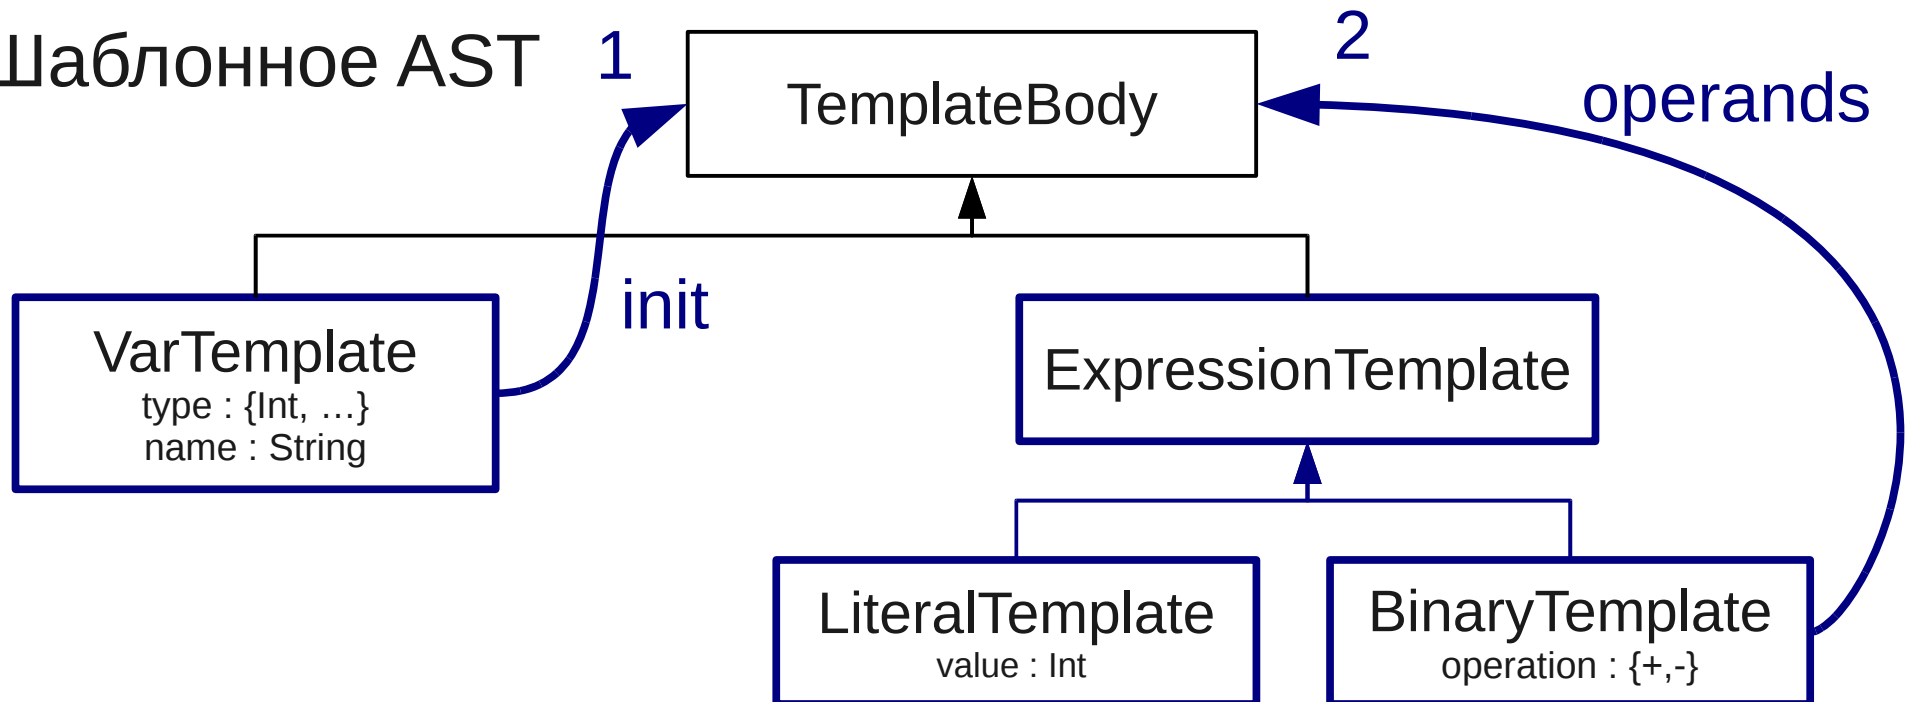 Шаблонное AST
1
2
TemplateBody
operands
init
VarTemplate
type : {Int, …}
name : String
ExpressionTemplate
LiteralTemplate
value : Int
BinaryTemplate
operation : {+,-}